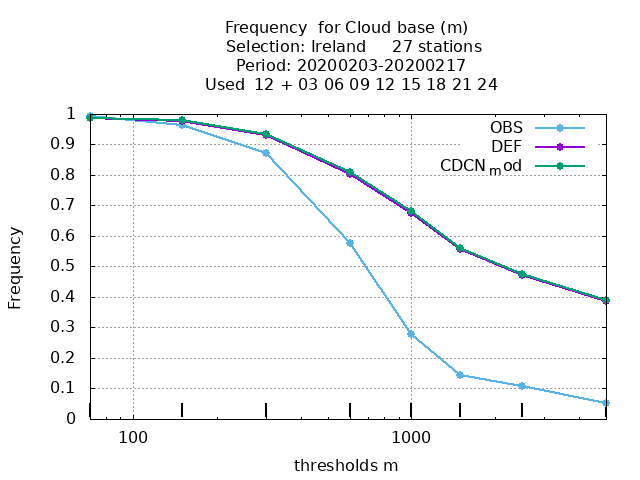 Frequency  for Cloud base (m)
Selection: Ireland     27 stations
Period: 20200203-20200217
Used 12 + 03 06 09 12 15 18 21 24
1
0.9
0.8
0.7
0.6
0.5
0.4
0.3
0.2
0.1
0
Frequency
OBS
DEF
CDCNmod
100 1000
thresholds m